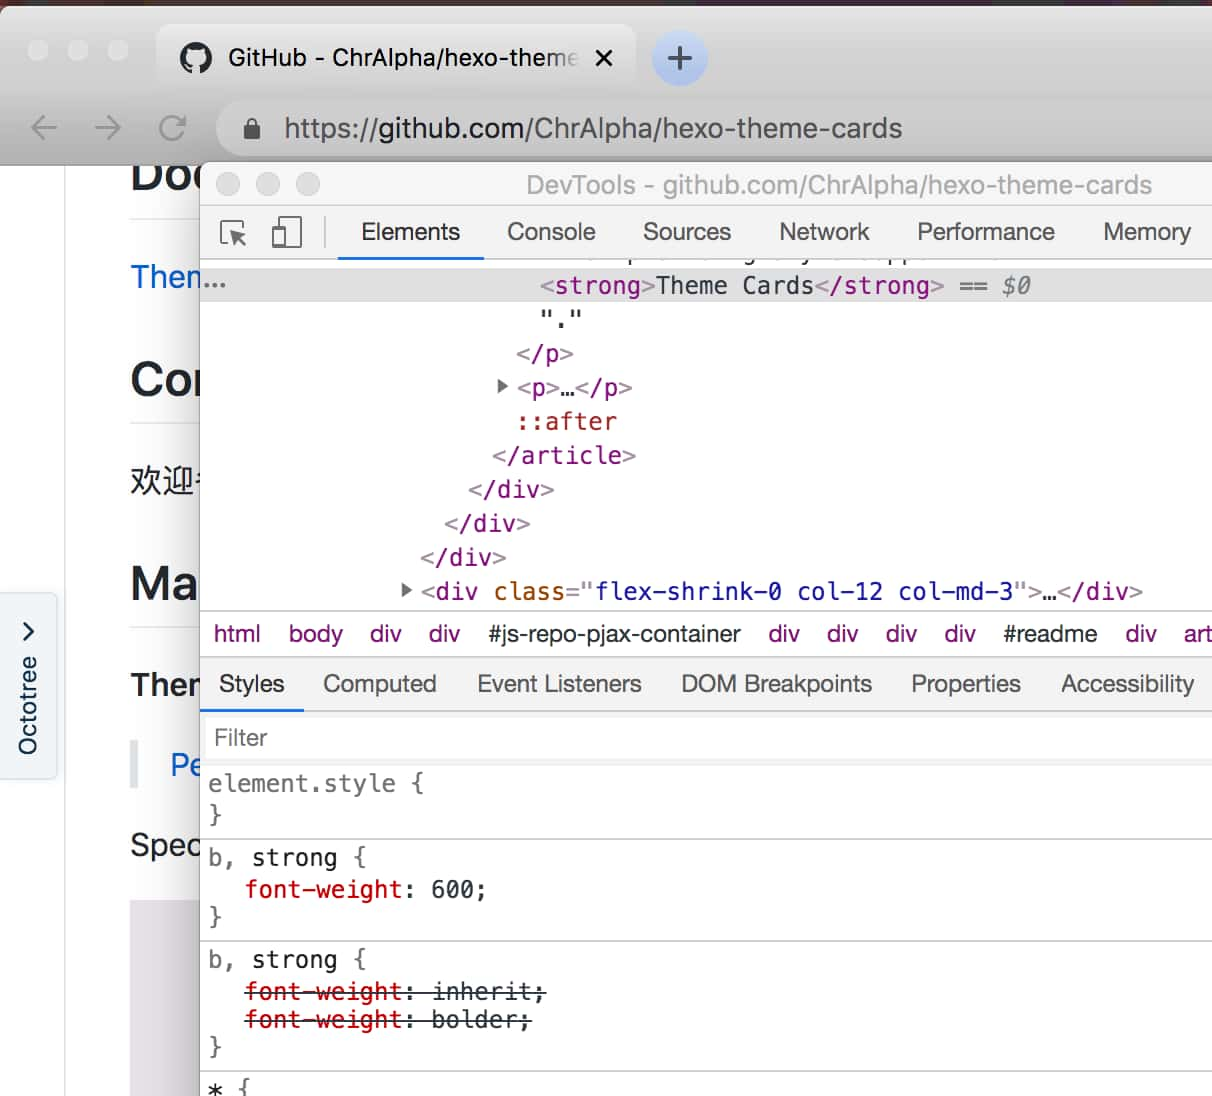 GitHub - ChrAlpha/hexo-theme
https://github.com/ChrAlpha/hexo-theme-cards
Doc
Them
Con
欢迎
Ma
Then
Pe
Spec
Octotree
DevTools - github.com/ChrAlpha/hexo-theme-cards
Elements Console Sources Network Performance Memory
… <strong>Theme Cards</strong> == $0
"."
</p>
<p>…</p>
::after
</article>
</div>
</div>
</div>
<div class="flex-shrink-0 col-12 col-md-3">…</div>
html body div div #js-repo-pjax-container div div div div #readme div art
Styles Computed Event Listeners DOM Breakpoints Properties Accessibility
Filter
element.style {
}
b, strong {
font-weight: 600;
}
b, strong {
font-weight: inherit;
font-weight: bolder;
}
* {